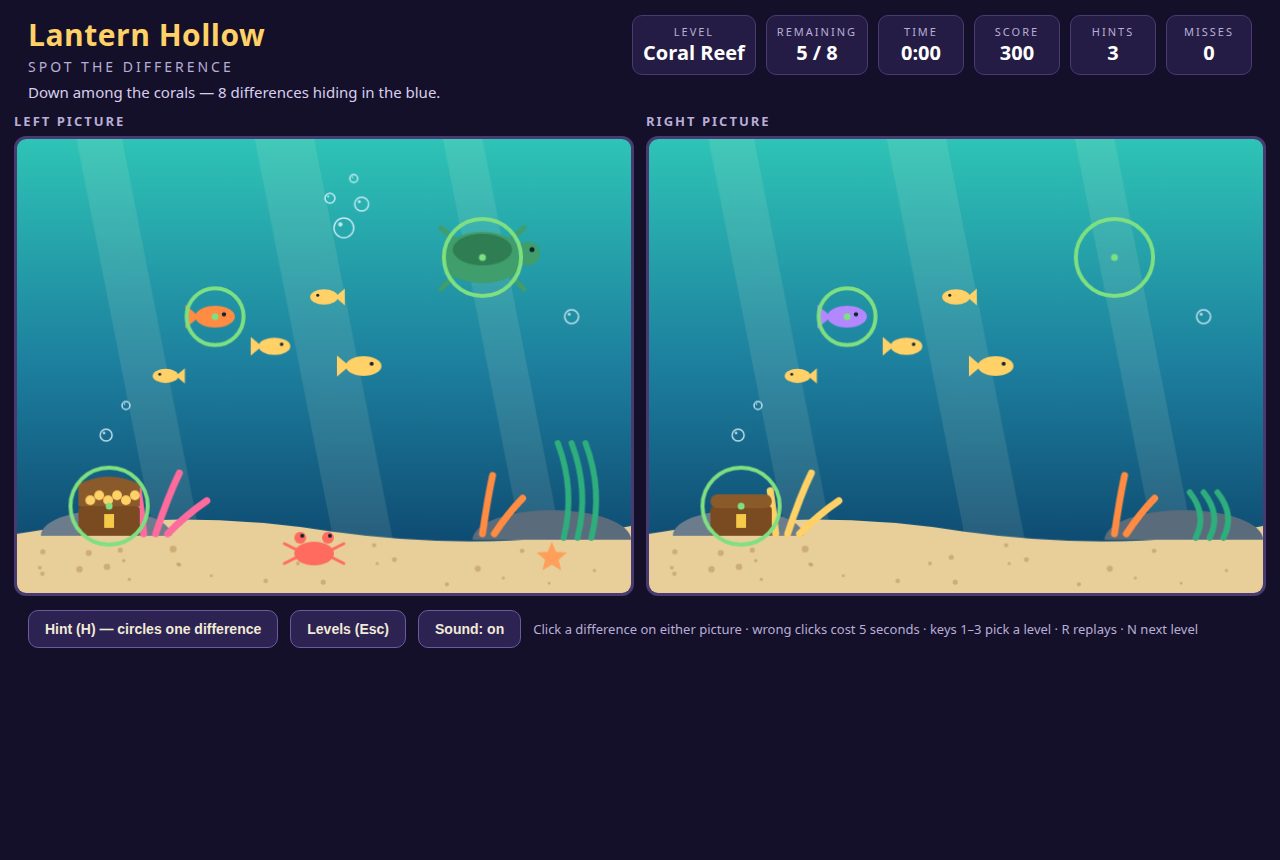 Lantern Hollow
SPOT THE DIFFERENCE
Down among the corals — 8 differences hiding in the blue.
LEVEL
Coral Reef
REMAINING
5 / 8
TIME
0:00
SCORE
300
HINTS
3
MISSES
0
LEFT PICTURE
RIGHT PICTURE
Hint (H) — circles one difference
Levels (Esc)
Sound: on
Click a difference on either picture · wrong clicks cost 5 seconds · keys 1–3 pick a level · R replays · N next level